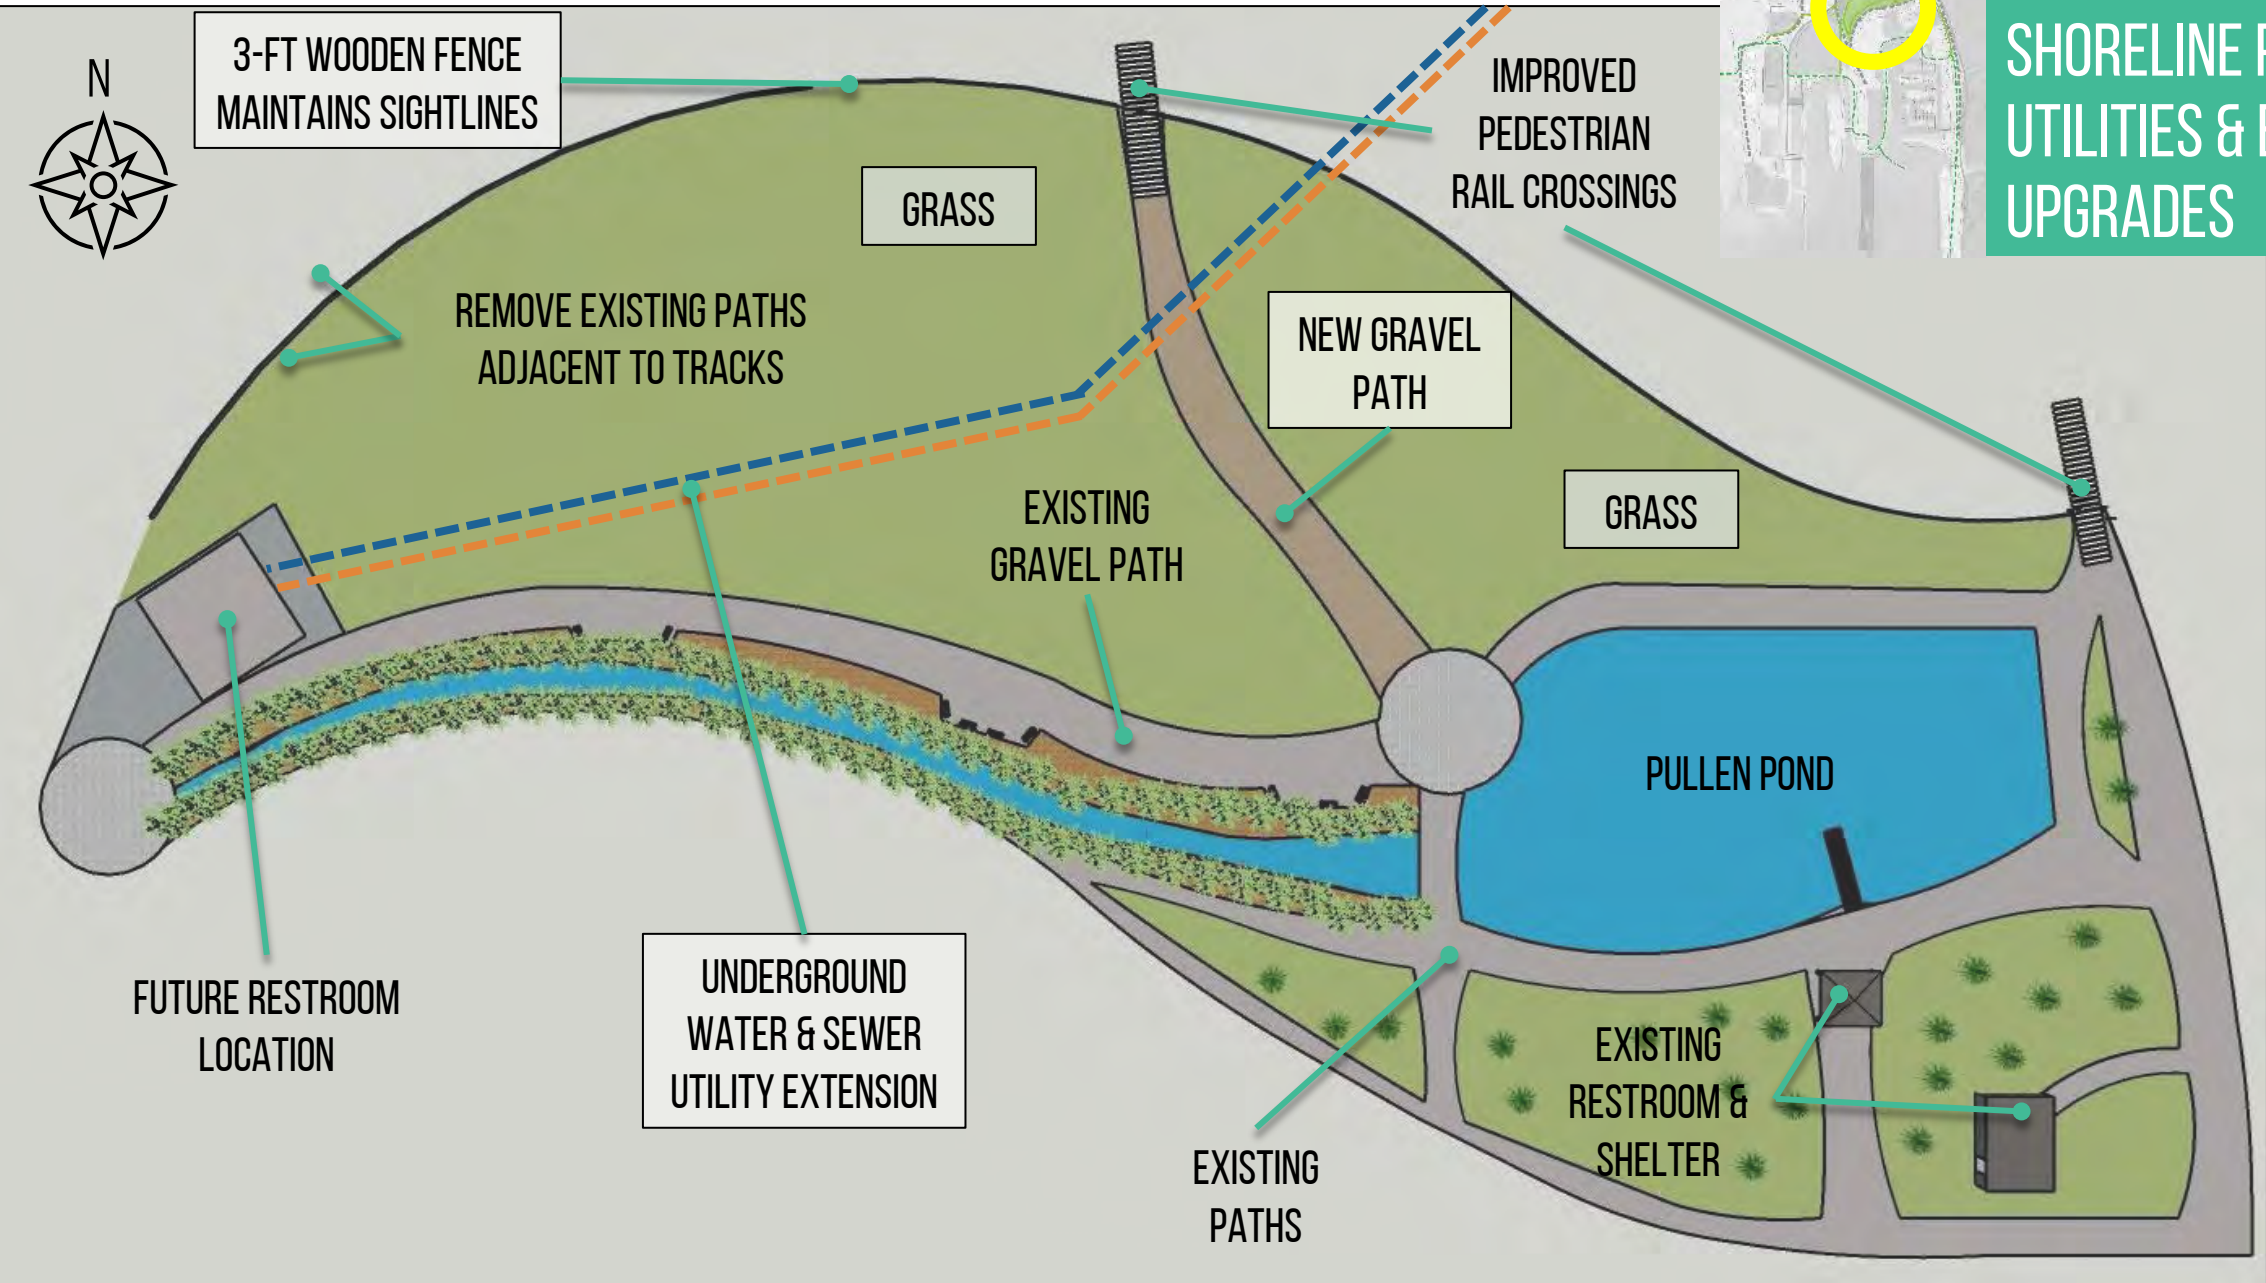 N
3-FT WOODEN FENCE
MAINTAINS SIGHTLINES
IMPROVED
PEDESTRIAN
RAIL CROSSINGS
SHORELINE
UTILITIES &
UPGRADES
GRASS
REMOVE EXISTING PATHS
ADJACENT TO TRACKS
NEW GRAVEL
PATH
EXISTING
GRAVEL PATH
GRASS
PULLEN POND
FUTURE RESTROOM
LOCATION
UNDERGROUND
WATER & SEWER
UTILITY EXTENSION
EXISTING
RESTROOM &
SHELTER
EXISTING
PATHS